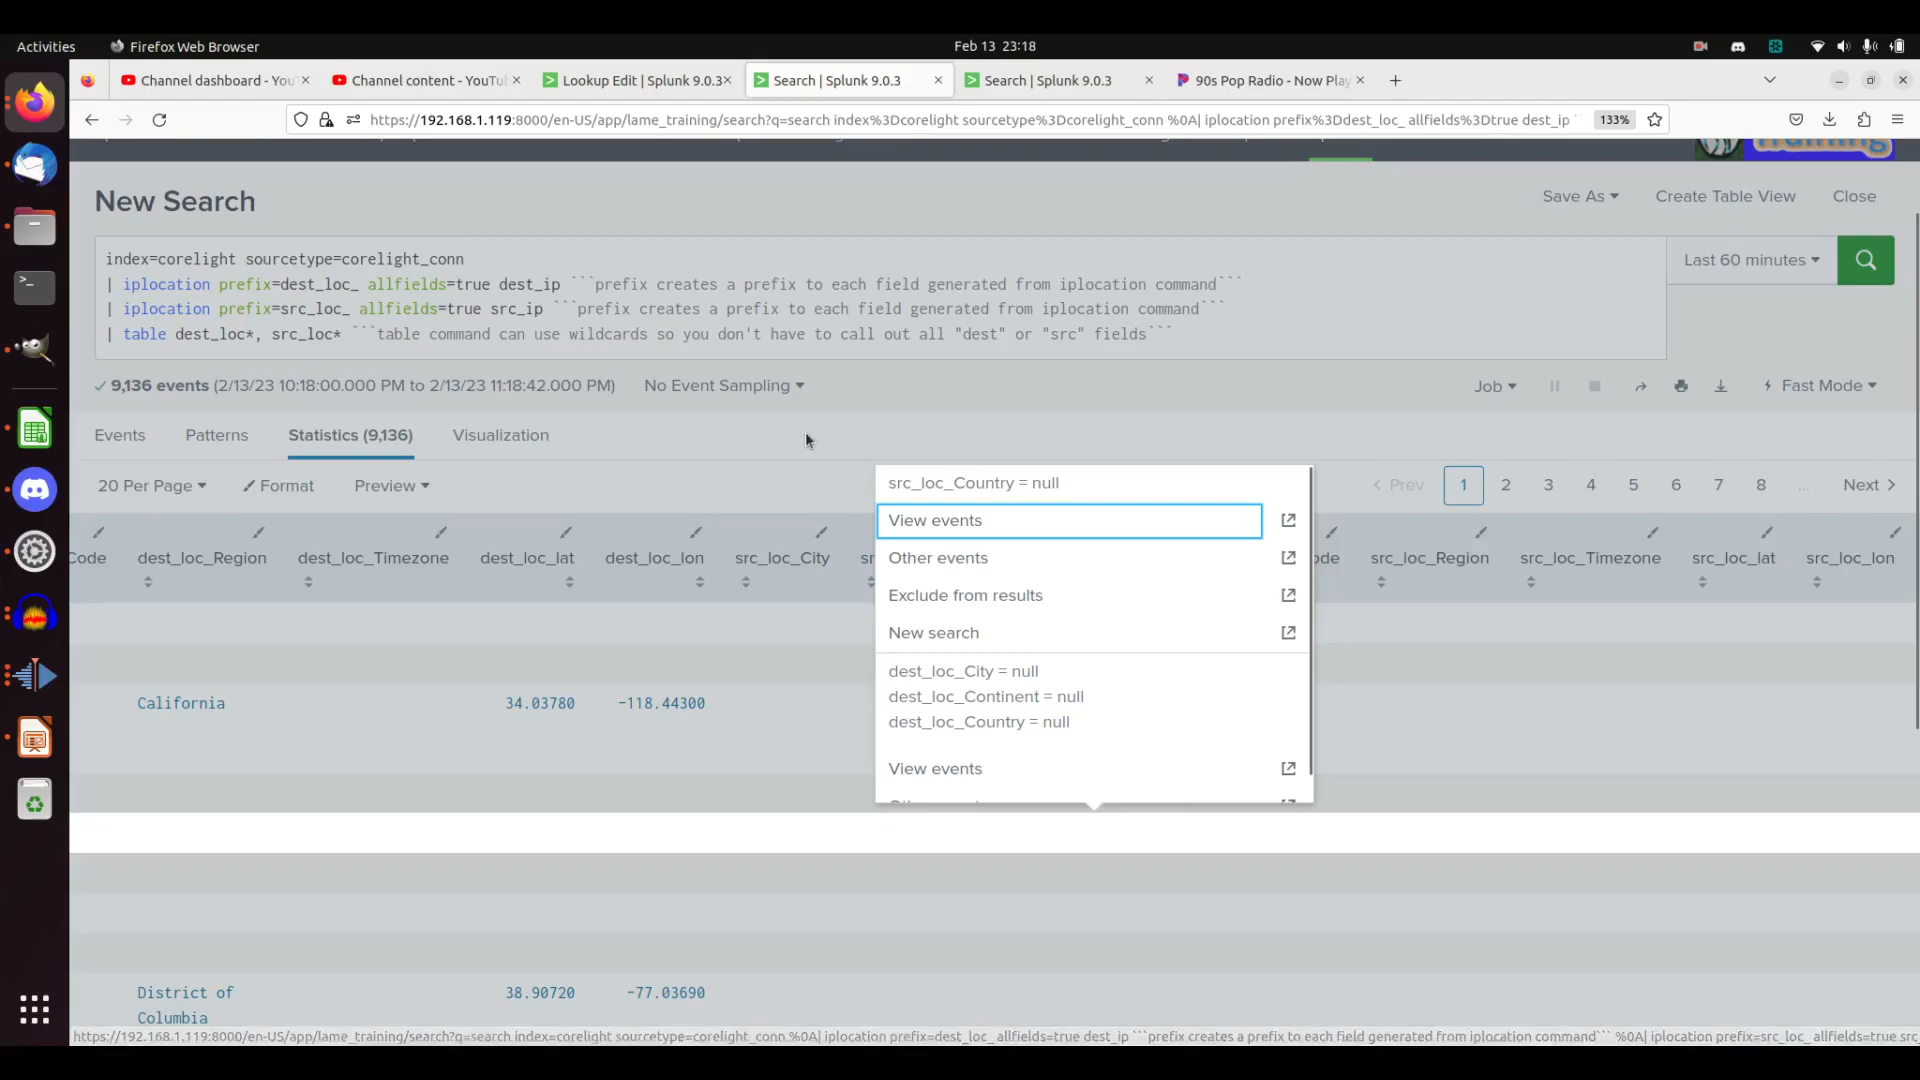 Activities
Firefox Web Browser
Feb 13 23:18
Channel dashboard - You
Channel content - YouTu
Lookup Edit | Splunk 9.0.3
Search | Splunk 9.0.3
Search | Splunk 9.0.3
90s Pop Radio - Now Play
https://192.168.1.119:8000/en-US/app/lame_training/search?q=search index%3Dcorelight sourcetype%3Dcorelight_conn %0A| iplocation prefix%3Ddest_loc_ allfields%3Dtrue dest_ip `
133%
Training
New Search
Save As
Create Table View
Close
index=corelight sourcetype=corelight_conn
| iplocation prefix=dest_loc_ allfields=true dest_ip ```prefix creates a prefix to each field generated from iplocation command```
| iplocation prefix=src_loc_ allfields=true src_ip ```prefix creates a prefix to each field generated from iplocation command```
| table dest_loc*, src_loc* ```table command can use wildcards so you don't have to call out all "dest" or "src" fields```
Last 60 minutes
9,136 events (2/13/23 10:18:00.000 PM to 2/13/23 11:18:42.000 PM)
No Event Sampling
Job
Fast Mode
Events
Patterns
Statistics (9,136)
Visualization
20 Per Page
Format
Preview
Prev
1
2
3
4
5
6
7
8
...
Next
Code
dest_loc_Region
dest_loc_Timezone
dest_loc_lat
dest_loc_lon
src_loc_City
sr
ode
src_loc_Region
src_loc_Timezone
src_loc_lat
src_loc_lon
src_loc_Country = null
View events
Other events
Exclude from results
New search
dest_loc_City = null
dest_loc_Continent = null
dest_loc_Country = null
View events
California
34.03780
-118.44300
District of
Columbia
38.90720
-77.03690
https://192.168.1.119:8000/en-US/app/lame_training/search?q=search index=corelight sourcetype=corelight_conn %0A| iplocation prefix=dest_loc_ allfields=true dest_ip ```prefix creates a prefix to each field generated from iplocation command``` %0A| iplocation prefix=src_loc_ allfields=true src_